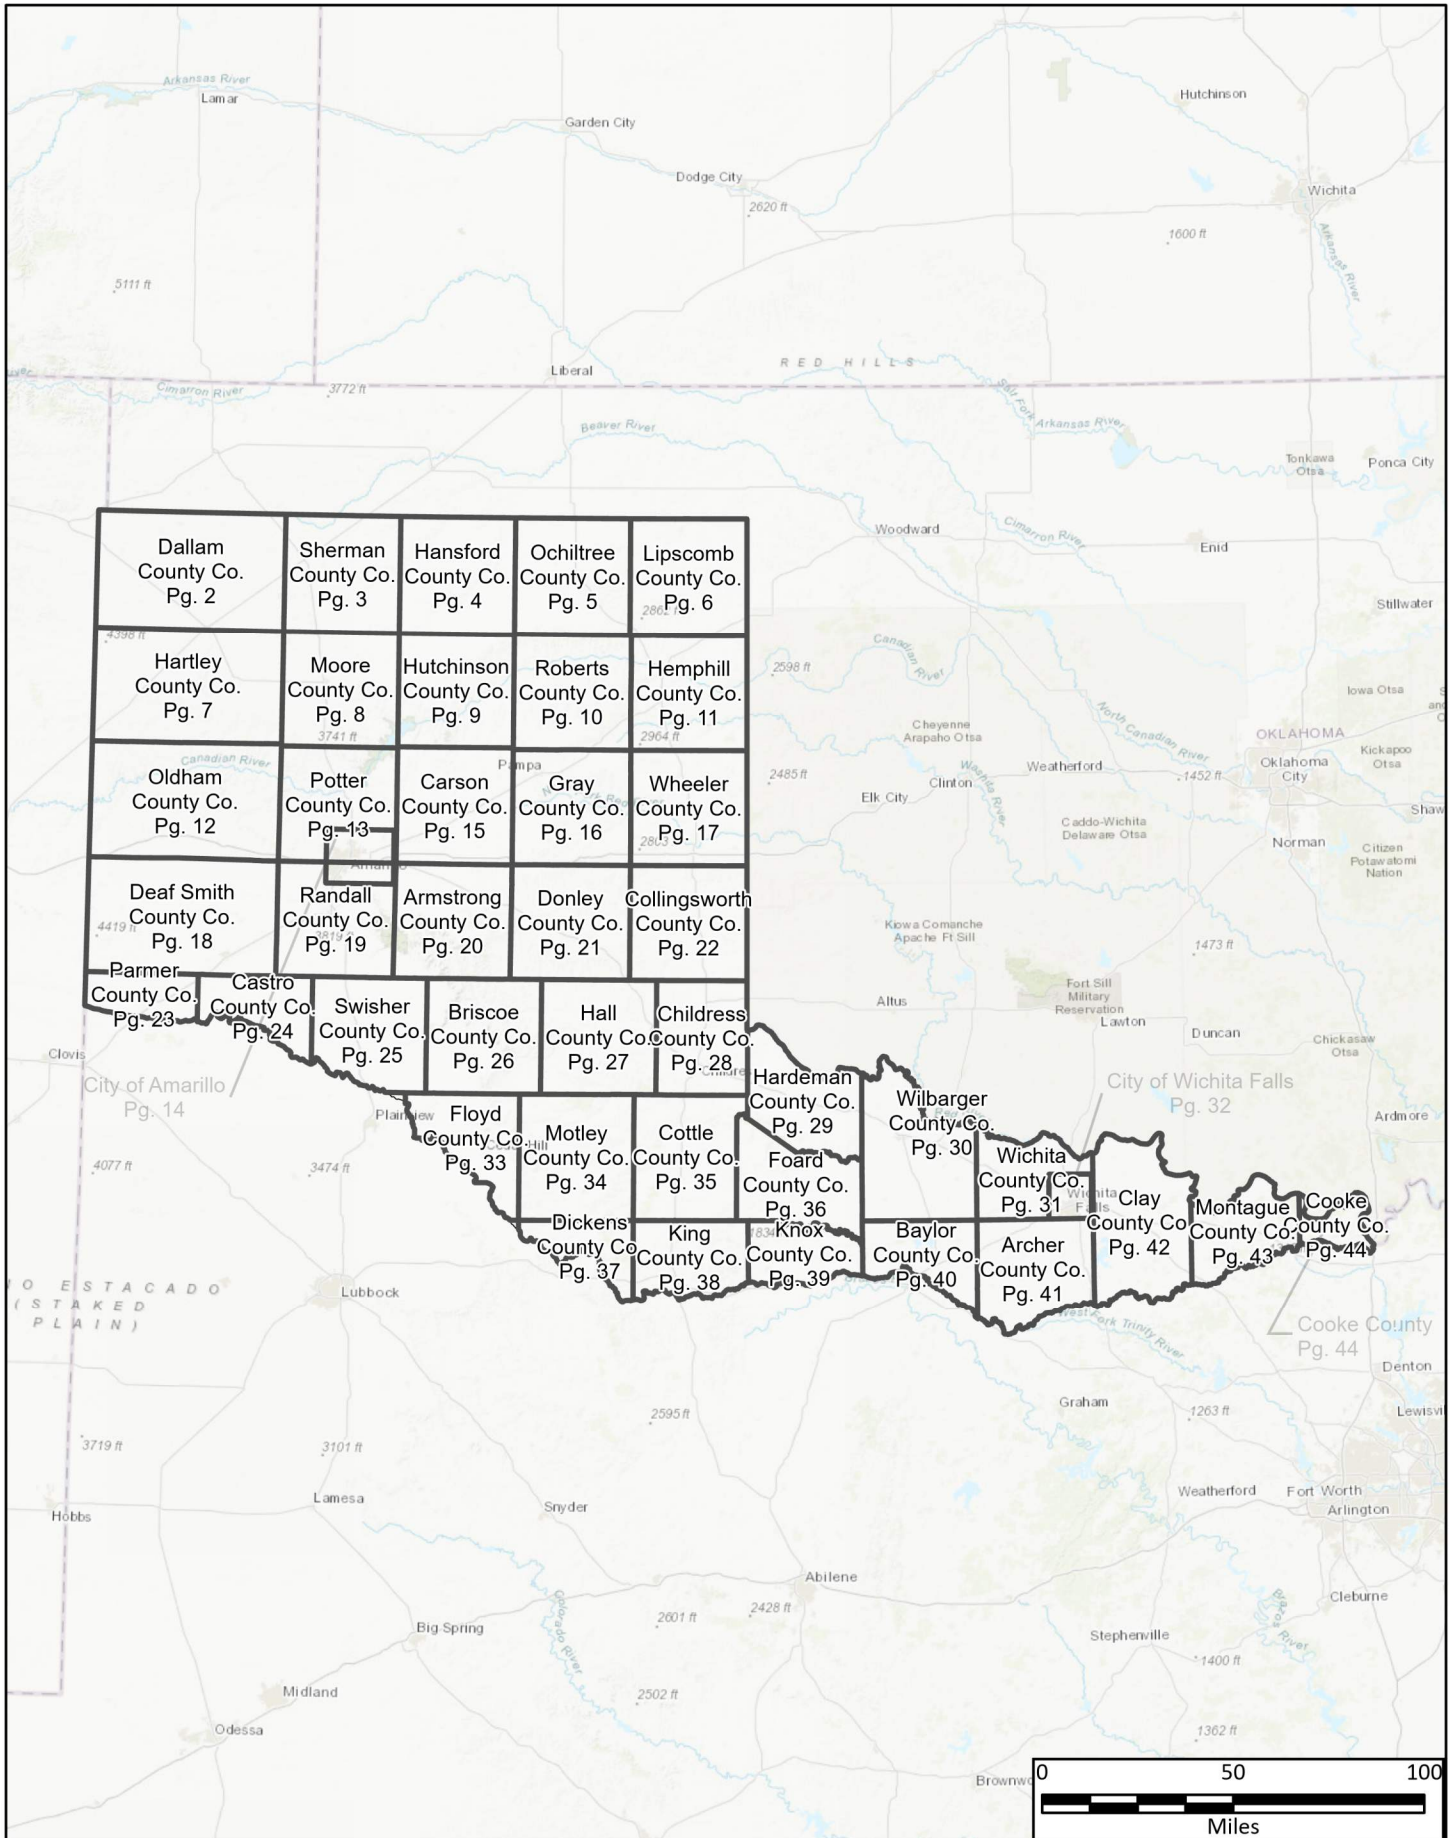 Arkansas River
Lamar
Hutchinson
Garden City
Dodge City
Wichita
2620 ft
1600 ft
Arkansas River
5111 ft
Liberal
RED HILLS
Cimarron River
3772 ft
Salt Fork Arkansas River
Beaver River
Tonkawa
Otsa
Ponca City
Woodward
Cimarron River
Enid
Stillwater
Dallam
County Co.
Pg. 2
Sherman
County Co.
Pg. 3
Hansford
County Co.
Pg. 4
Ochiltree
County Co.
Pg. 5
Lipscomb
County Co.
Pg. 6
4398 ft
Hartley
County Co.
Pg. 7
Moore
County Co.
Pg. 8
3741 ft
Hutchinson
County Co.
Pg. 9
Roberts
County Co.
Pg. 10
Hemphill
County Co.
Pg. 11
2964 ft
2598 ft
Canadian River
Iowa Otsa
Cheyenne
Arapaho Otsa
North Canadian River
OKLAHOMA
Kickapoo
Otsa
Oklahoma
City
Canadian River
Oldham
County Co.
Pg. 12
Potter
County Co.
Pg. 13
Pampa
Carson
County Co.
Pg. 15
Gray
County Co.
Pg. 16
Wheeler
County Co.
Pg. 17
2485 ft
Elk City
Clinton
Washita River
Weatherford
1452 ft
Shaw
Caddo-Wichita
Delaware Otsa
Norman
Citizen
Potawatomi
Nation
Deaf Smith
County Co.
Pg. 18
Randall
County Co.
Pg. 19
Armstrong
County Co.
Pg. 20
Donley
County Co.
Pg. 21
Collingsworth
County Co.
Pg. 22
Kiowa Comanche
Apache Ft Sill
1473 ft
Fort Sill
Military
Reservation
Altus
Lawton
Duncan
Chickasaw
Otsa
Parmer
County Co.
Pg. 23
Castro
County Co.
Pg. 24
Swisher
County Co.
Pg. 25
Briscoe
County Co.
Pg. 26
Hall
County Co.
Pg. 27
Childress
County Co.
Pg. 28
Clovis
City of Amarillo
Pg. 14
Hardeman
County Co.
Pg. 29
Wilbarger
County Co.
Pg. 30
City of Wichita Falls
Pg. 32
Ardmore
Plainview
4077 ft
3474 ft
Floyd
County Co.
Pg. 33
Motley
County Co.
Pg. 34
Cottle
County Co.
Pg. 35
Foard
County Co.
Pg. 36
Wichita
County Co.
Pg. 31
Wichita
Falls
Clay
County Co
Pg. 42
Montague
County Co.
Pg. 43
Cooke
County Co.
Pg. 44
Dickens
County Co
Pg. 37
King
County Co.
Pg. 38
Knox
County Co.
Pg. 39
Baylor
County Co.
Pg. 40
Archer
County Co.
Pg. 41
O ESTACADO
(STAKED
PLAIN)
Lubbock
West Fork Trinity River
Cooke County
Pg. 44
Denton
Graham
1263 ft
Lewisvil
2595 ft
3719 ft
3101 ft
Lamesa
Snyder
Hobbs
Weatherford
Fort Worth
Arlington
Abilene
Cleburne
Colorado River
2601 ft
2428 ft
Brazos River
Big Spring
Stephenville
1400 ft
Midland
2502 ft
Odessa
1362 ft
Brownwo
0 50 100
Miles